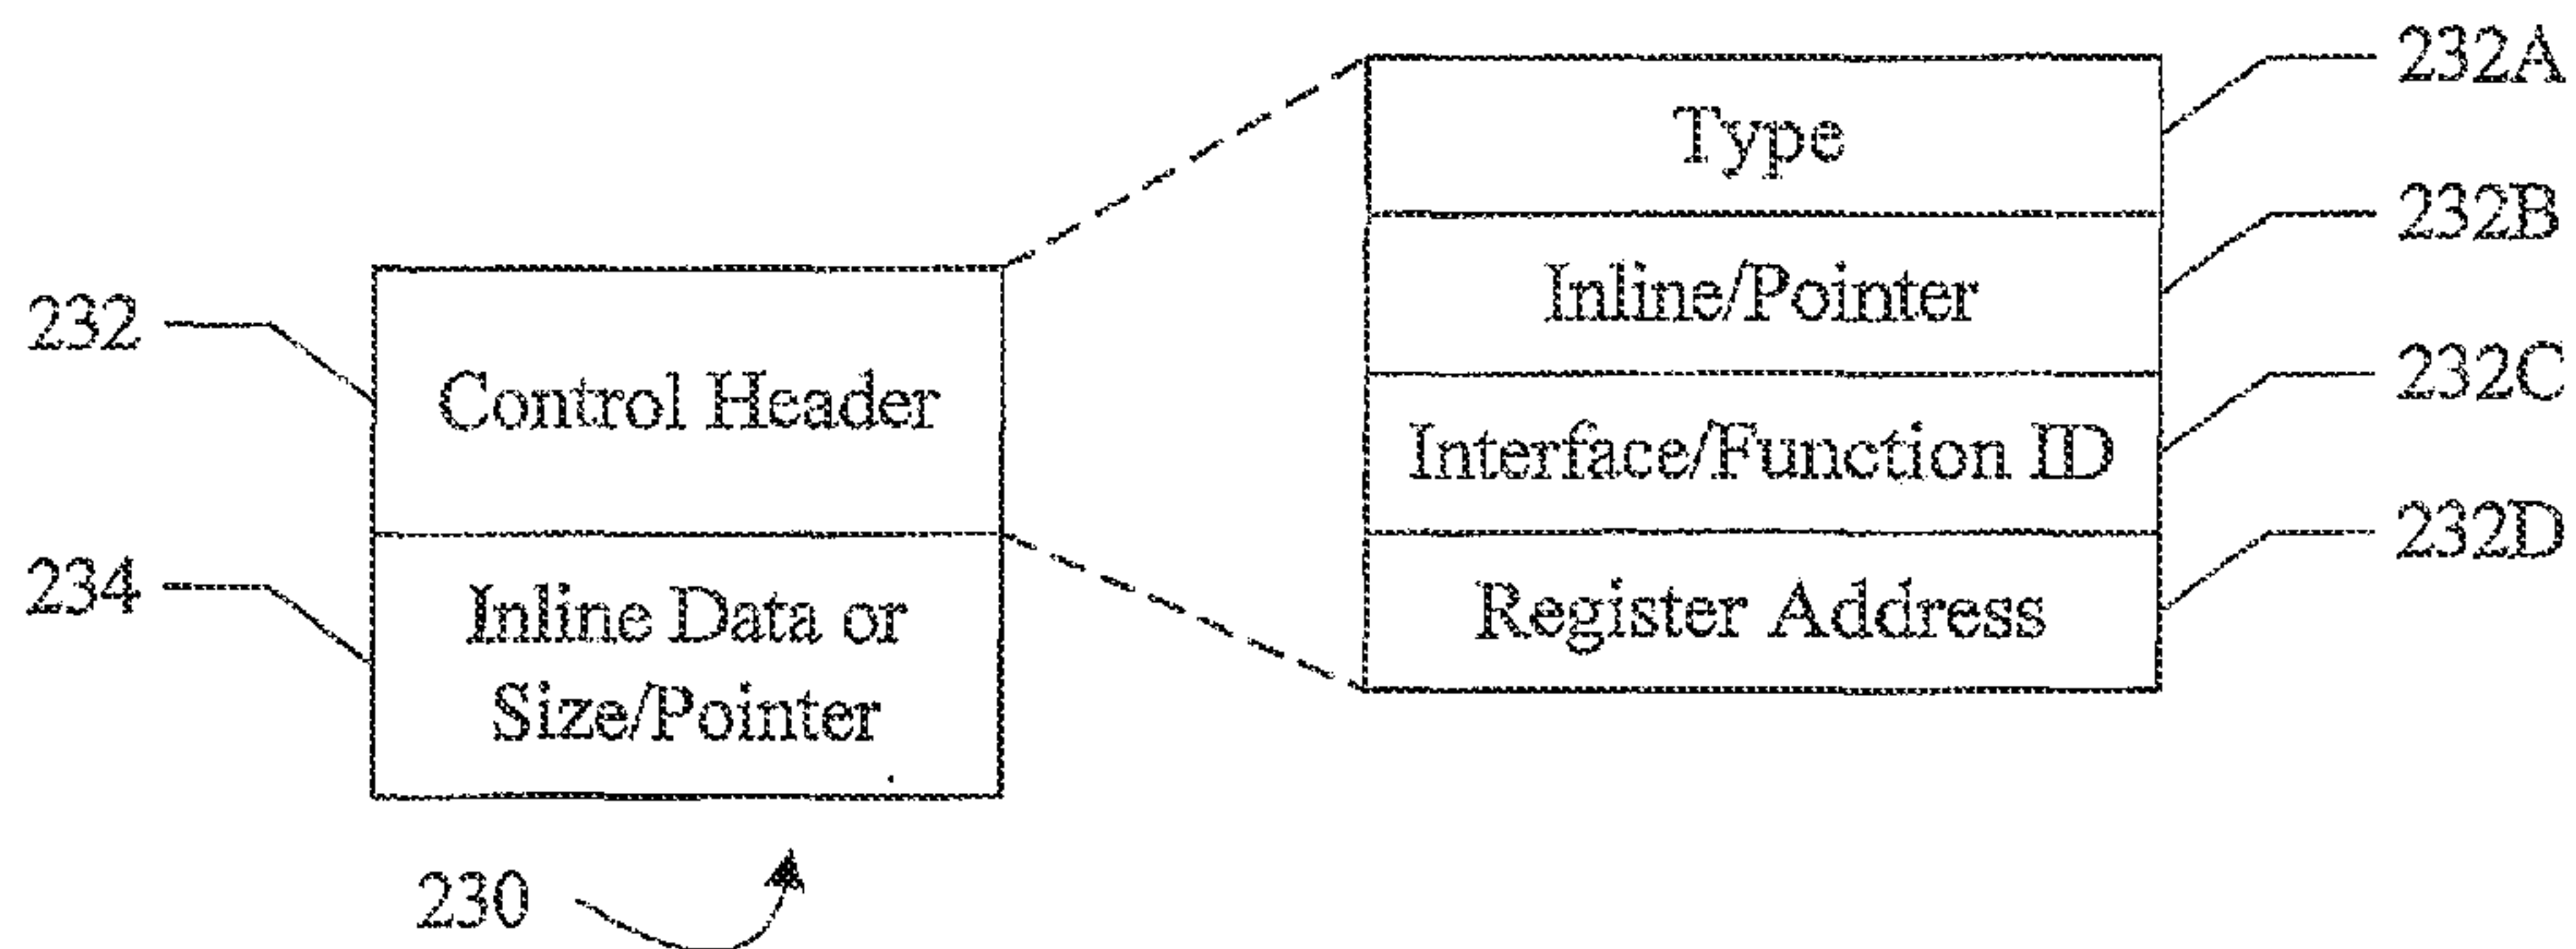 232A
Type
232B
Inline/Pointer
232
232C
Control Header
Interface/Function ID
232D
234
Inline Data or
Size/Pointer
Register Address
230